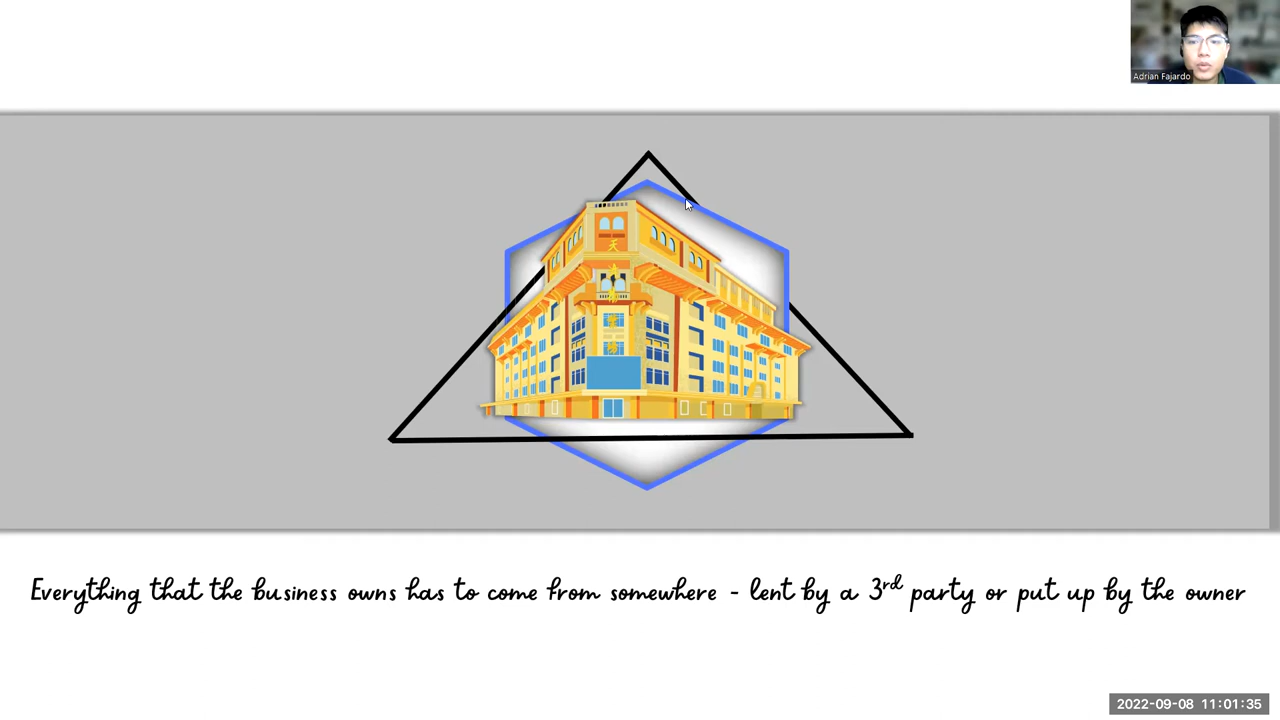 Adrian Fajardo
天
Everything that the business owns has to come from somewhere - lent by a 3rd party or put up by the owner
2022-09-08 11:01:35